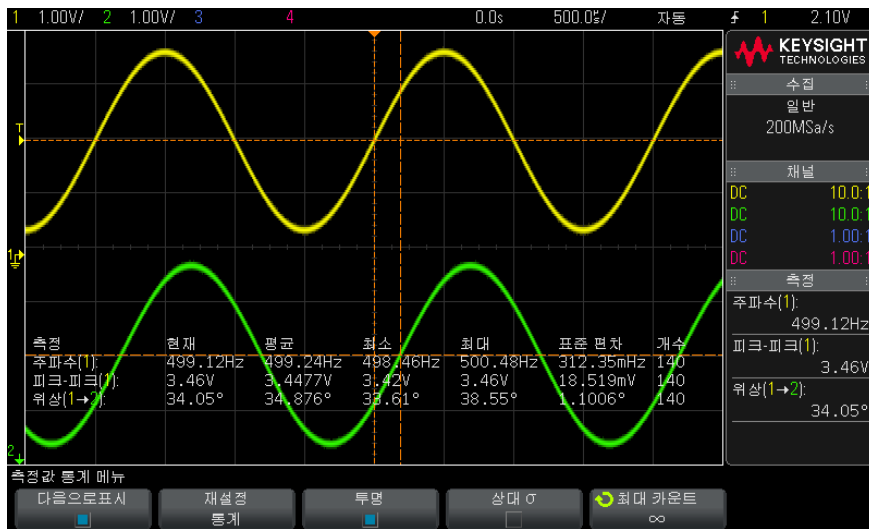 1 1.00V/ 2 1.00V/ 3 4 0.0s 500.0㎲/ 자동 1 2.10V
KEYSIGHT
TECHNOLOGIES
수집
일반
200MSa/s
T
채널
DC 10.0:1
DC 10.0:1
DC 1.00:1
DC 1.00:1
1
측정
주파수(1):
499.12Hz
피크-피크(1):
3.46V
위상(1→2):
34.05°
측정 현재 평균 최소 최대 표준 편차 개수
주파수(1): 499.12Hz 499.24Hz 498.46Hz 500.48Hz 312.35mHz 140
피크-피크(1): 3.46V 3.4477V 3.42V 3.46V 18.519mV 140
위상(1→2): 34.05° 34.876° 33.61° 38.55° 1.1006° 140
2
측정값 통계 메뉴
다음으로표시 재설정 투명 상대 σ 최대 카운트
통계 ∞